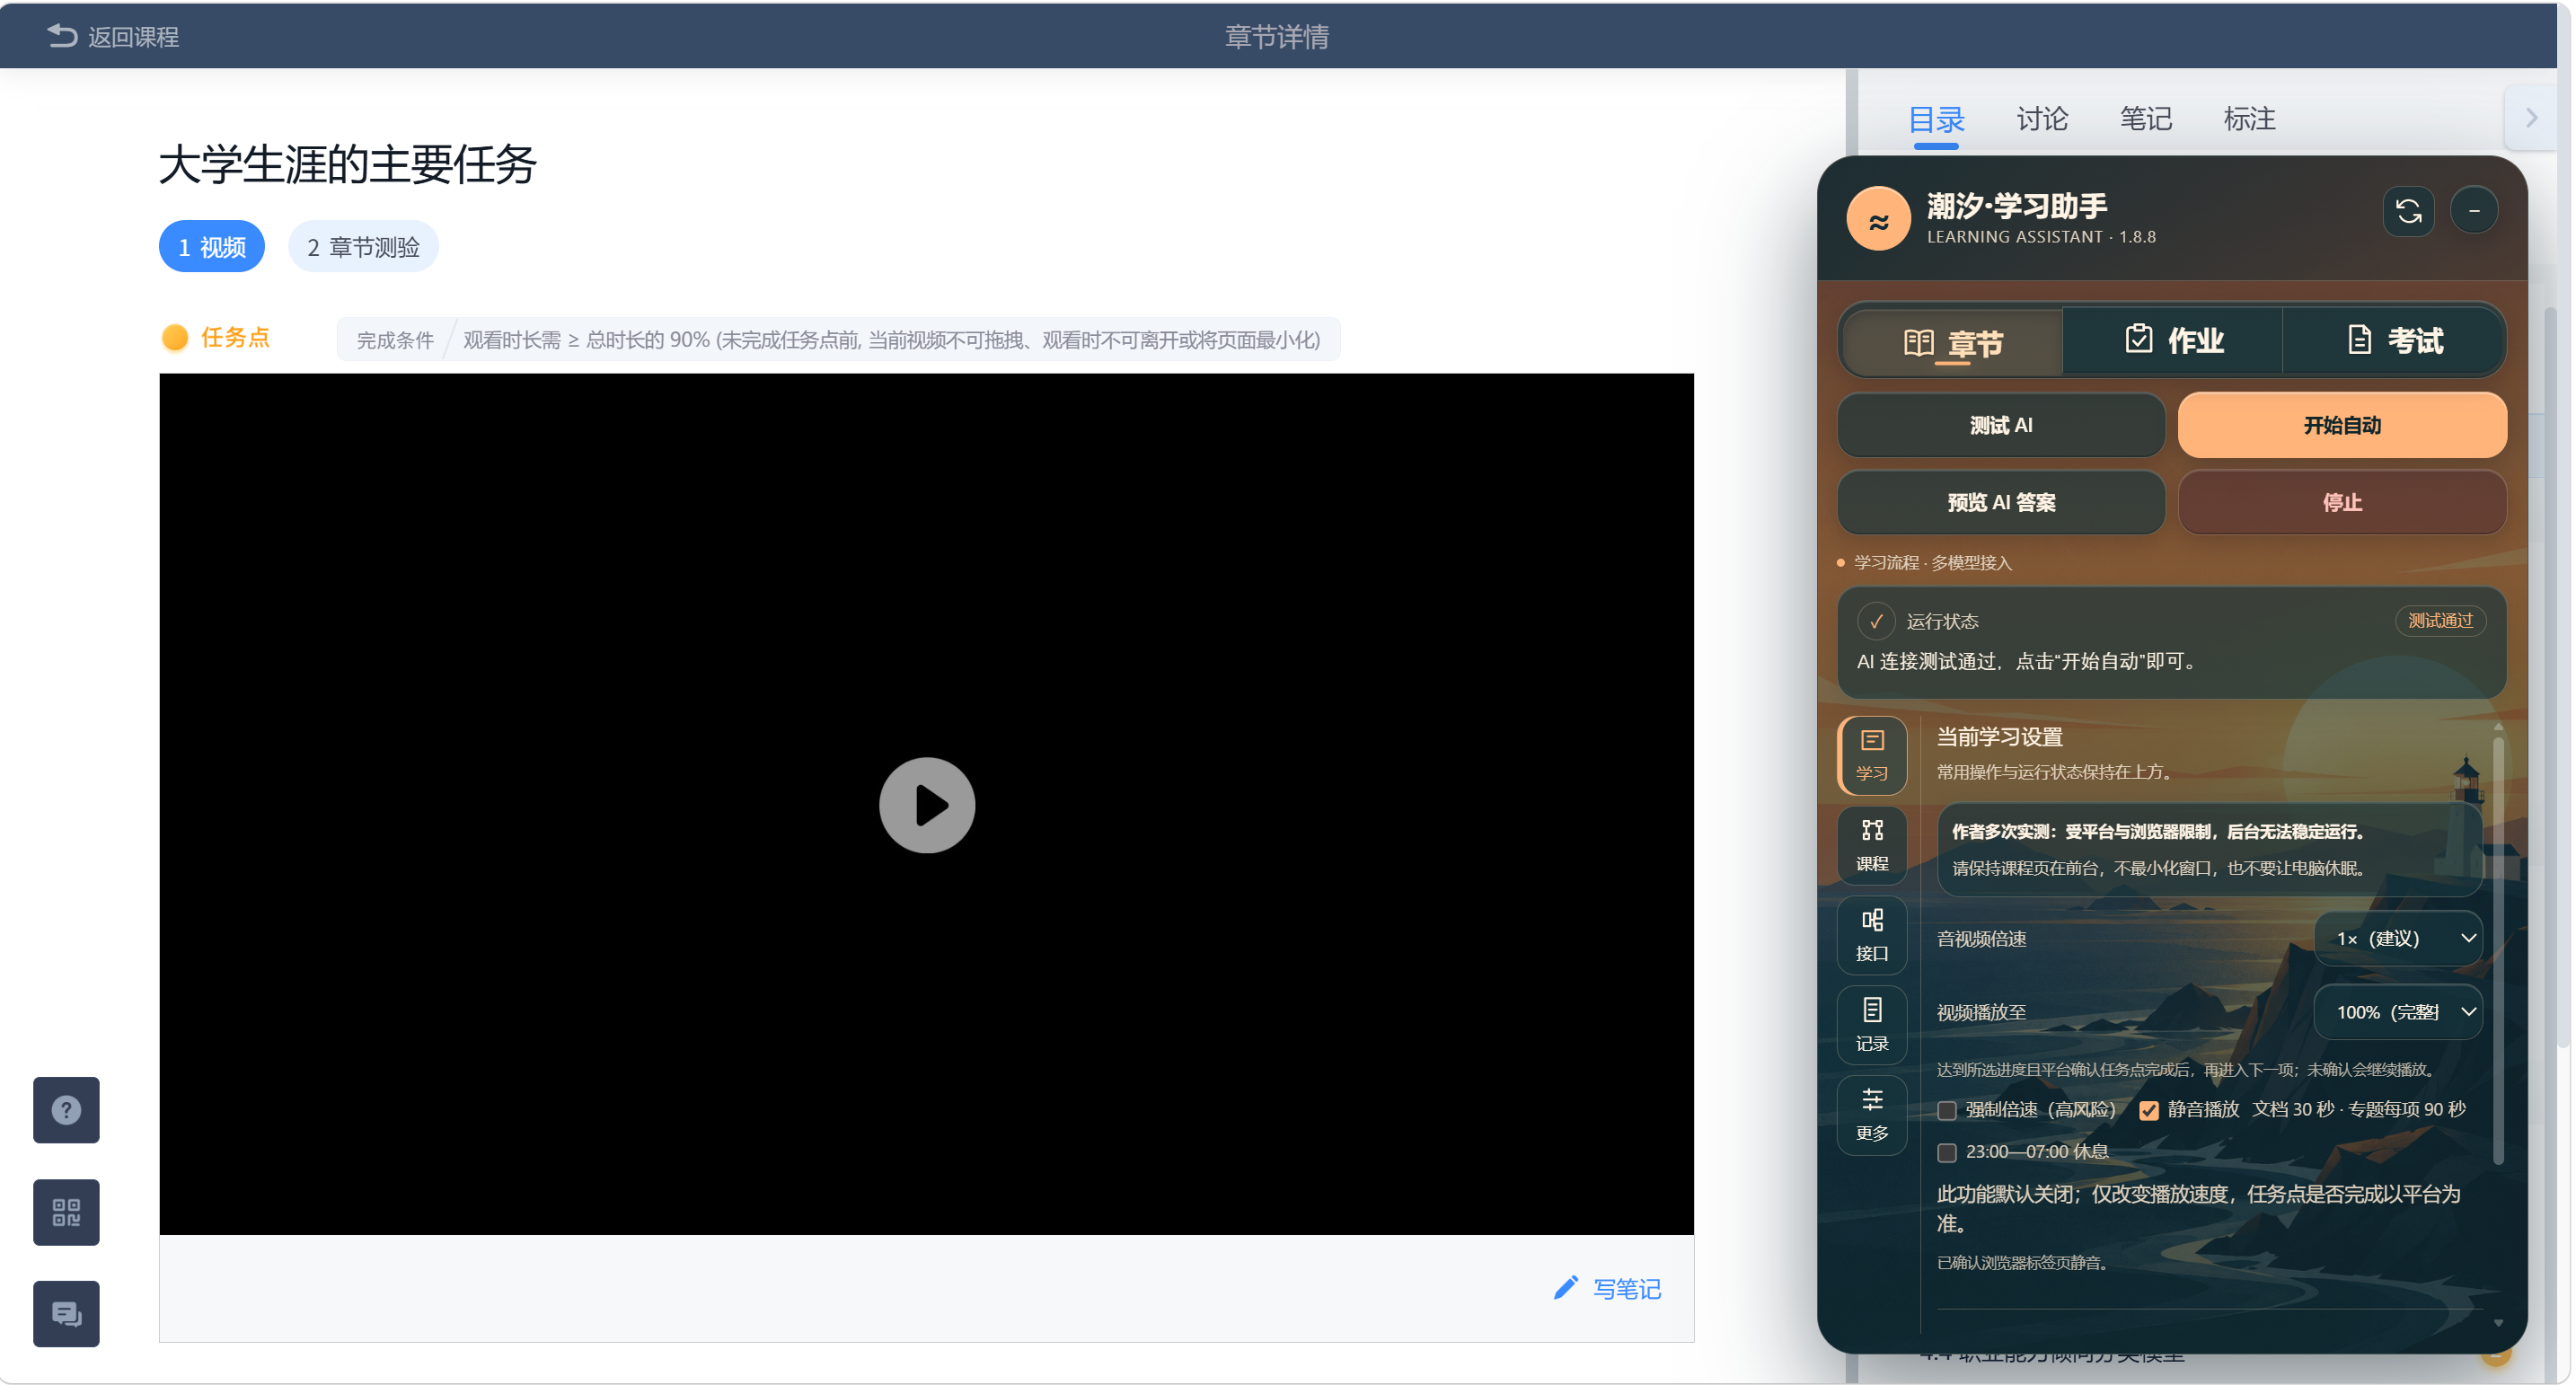 返回课程
章节详情
大学生涯的主要任务
1 视频
2 章节测验
任务点
完成条件
观看时长需 ≥ 总时长的 90% (未完成任务点前, 当前视频不可拖拽、观看时不可离开或将页面最小化)
写笔记
目录
讨论
笔记
标注
潮汐·学习助手
LEARNING ASSISTANT · 1.8.8
章节
作业
考试
测试 AI
开始自动
预览 AI 答案
停止
学习流程 · 多模型接入
运行状态
测试通过
AI 连接测试通过，点击“开始自动”即可。
学习
课程
接口
记录
更多
当前学习设置
常用操作与运行状态保持在上方。
作者多次实测：受平台与浏览器限制，后台无法稳定运行。
请保持课程页在前台，不最小化窗口，也不要让电脑休眠。
音视频倍速
1×（建议）
视频播放至
100%（完整
达到所选进度且平台确认任务点完成后，再进入下一项；未确认会继续播放。
强制倍速（高风险）
静音播放
文档 30 秒 · 专题每项 90 秒
23:00—07:00 休息
此功能默认关闭；仅改变播放速度，任务点是否完成以平台为
准。
已确认浏览器标签页静音。
4.4 职业能力倾向分类模型